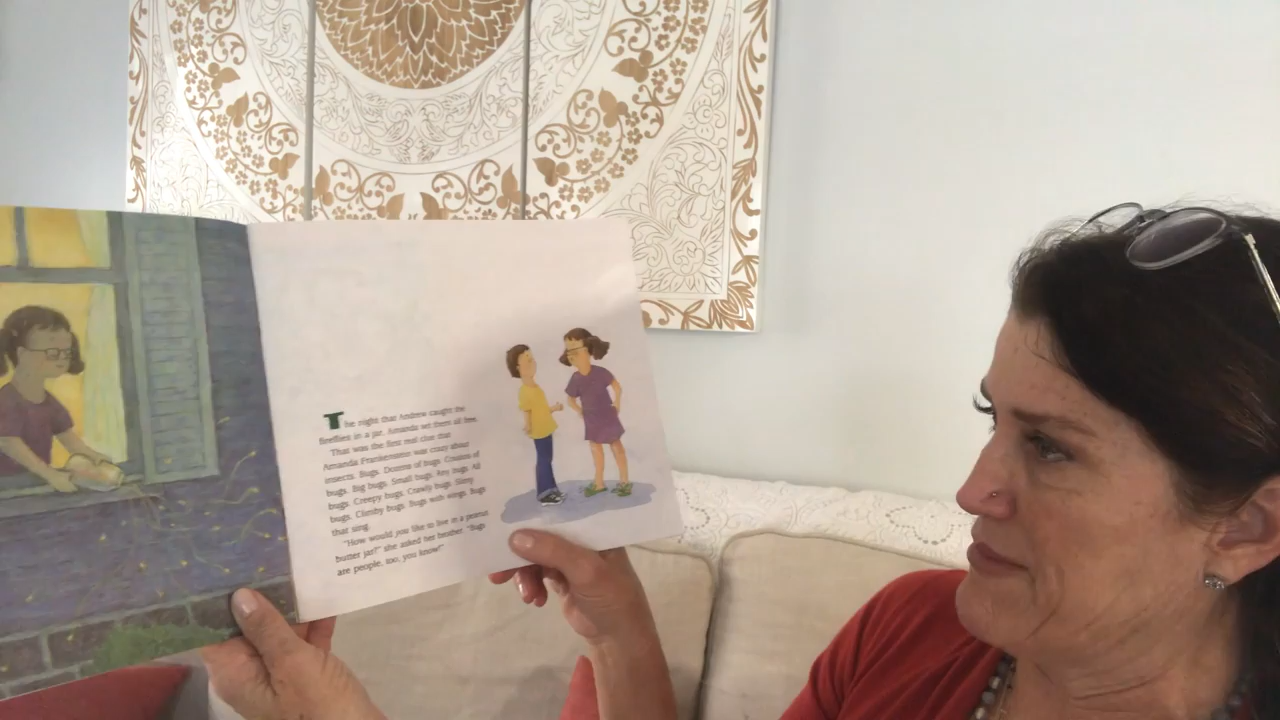 The night that Andrew caught the
fireflies in a jar, Amanda set them all free.
That was the first real clue that
Amanda Frankenstein was crazy about
insects. Bugs. Dozens of bugs. Cousins of
bugs. Big bugs. Small bugs. Any bugs. All
bugs. Creepy bugs. Crawly bugs. Slimy
bugs. Climby bugs. Bugs with wings. Bugs
that sing.
"How would you like to live in a peanut
butter jar?" she asked her brother. "Bugs
are people, too, you know!"